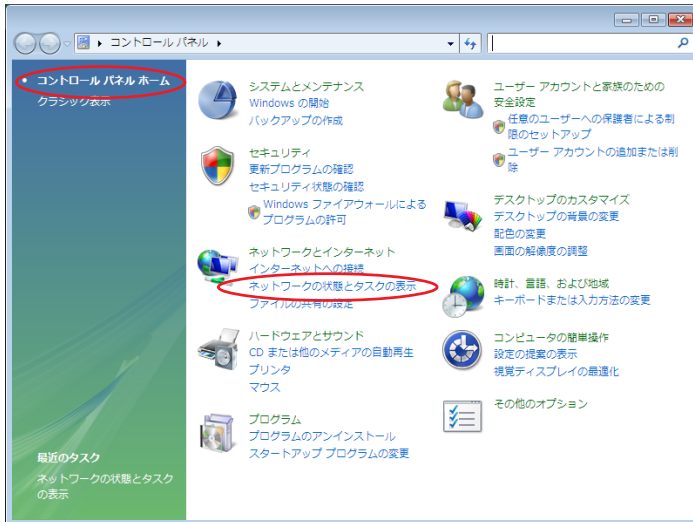 コントロール パネル
コントロール パネル ホーム
クラシック表示
システムとメンテナンス
Windows の開始
バックアップの作成
セキュリティ
更新プログラムの確認
セキュリティ状態の確認
Windows ファイアウォールによる
プログラムの許可
ネットワークとインターネット
インターネットへの接続
ネットワークの状態とタスクの表示
ファイルの共有の設定
ハードウェアとサウンド
CD または他のメディアの自動再生
プリンタ
マウス
プログラム
プログラムのアンインストール
スタートアップ プログラムの変更
ユーザー アカウントと家族のための
安全設定
任意のユーザーへの保護者による制
限のセットアップ
ユーザー アカウントの追加または削
除
デスクトップのカスタマイズ
デスクトップの背景の変更
配色の変更
画面の解像度の調整
時計、言語、および地域
キーボードまたは入力方法の変更
コンピュータの簡単操作
設定の提案の表示
視覚ディスプレイの最適化
その他のオプション
最近のタスク
ネットワークの状態とタスク
の表示